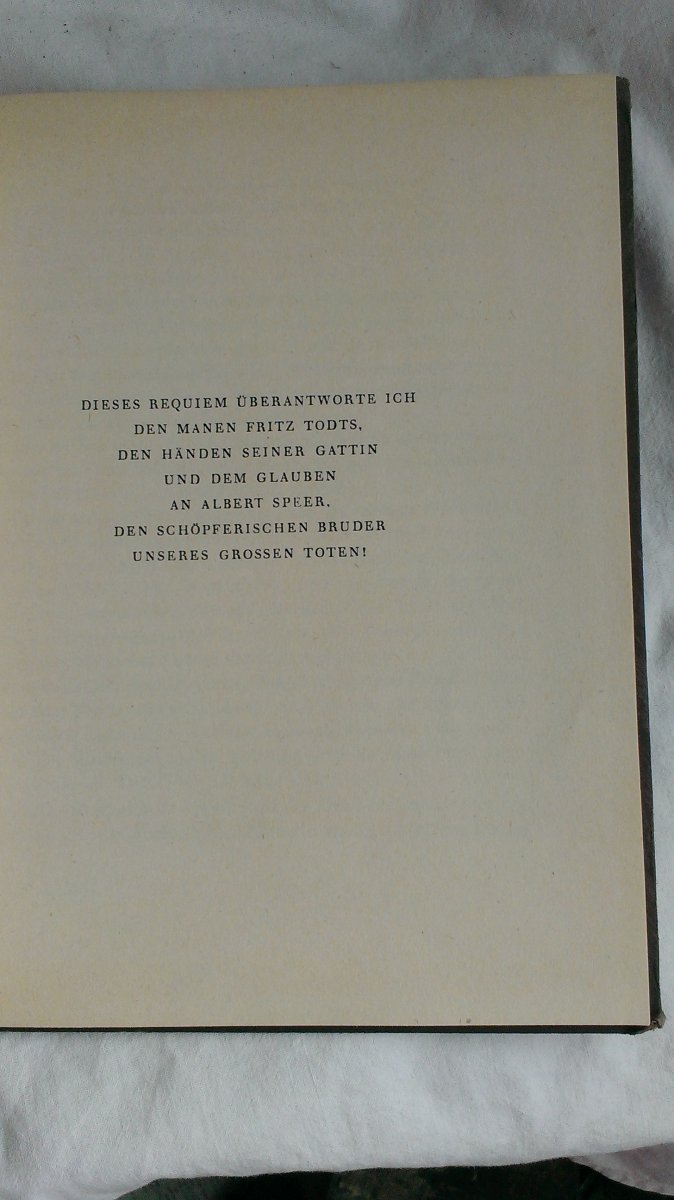 DIESES REQUIEM ÜBERANTWORTE ICH
DEN MANEN FRITZ TODTS,
DEN HÄNDEN SEINER GATTIN
UND DEM GLAUBEN
AN ALBERT SPEER,
DEN SCHÖPFERISCHEN BRUDER
UNSERES GROSSEN TOTEN!